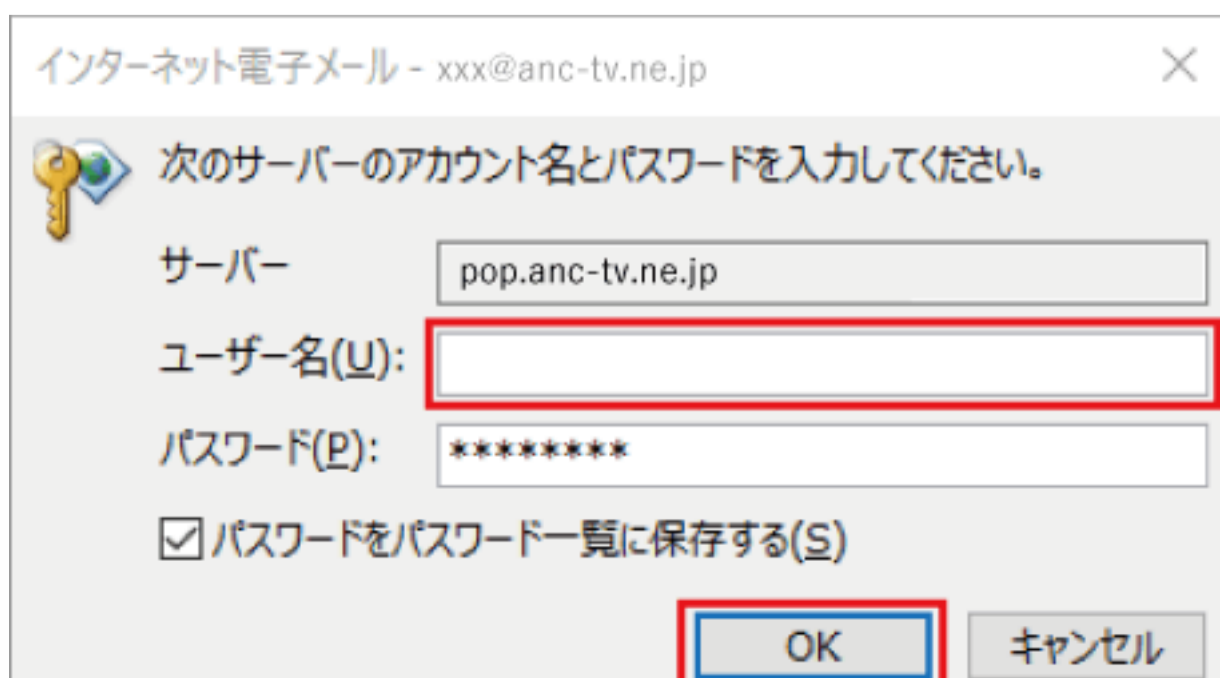 インターネット電子メール - xxx@anc-tv.ne.jp
次のサーバーのアカウント名とパスワードを入力してください。
サーバー pop.anc-tv.ne.jp
ユーザー名(U):
パスワード(P): ********
パスワードをパスワード一覧に保存する(S)
OK キャンセル